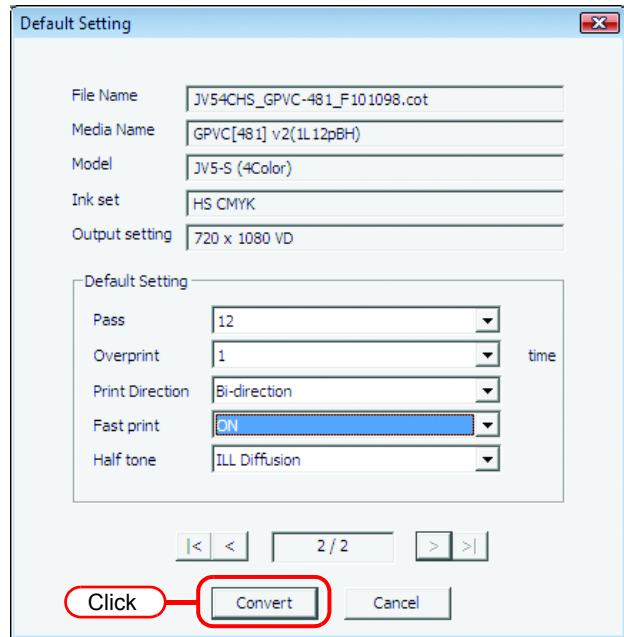 Default Setting
File Name JV54CHS_GPVC-481_F101098.cot
Media Name GPVC[481] v2(1L12pBH)
Model JV5-S (4Color)
Ink set HS CMYK
Output setting 720 x 1080 VD
Default Setting
Pass 12
Overprint 1 time
Print Direction Bi-direction
Fast print ON
Half tone ILL Diffusion
|< < 2 / 2 > >|
Click Convert Cancel